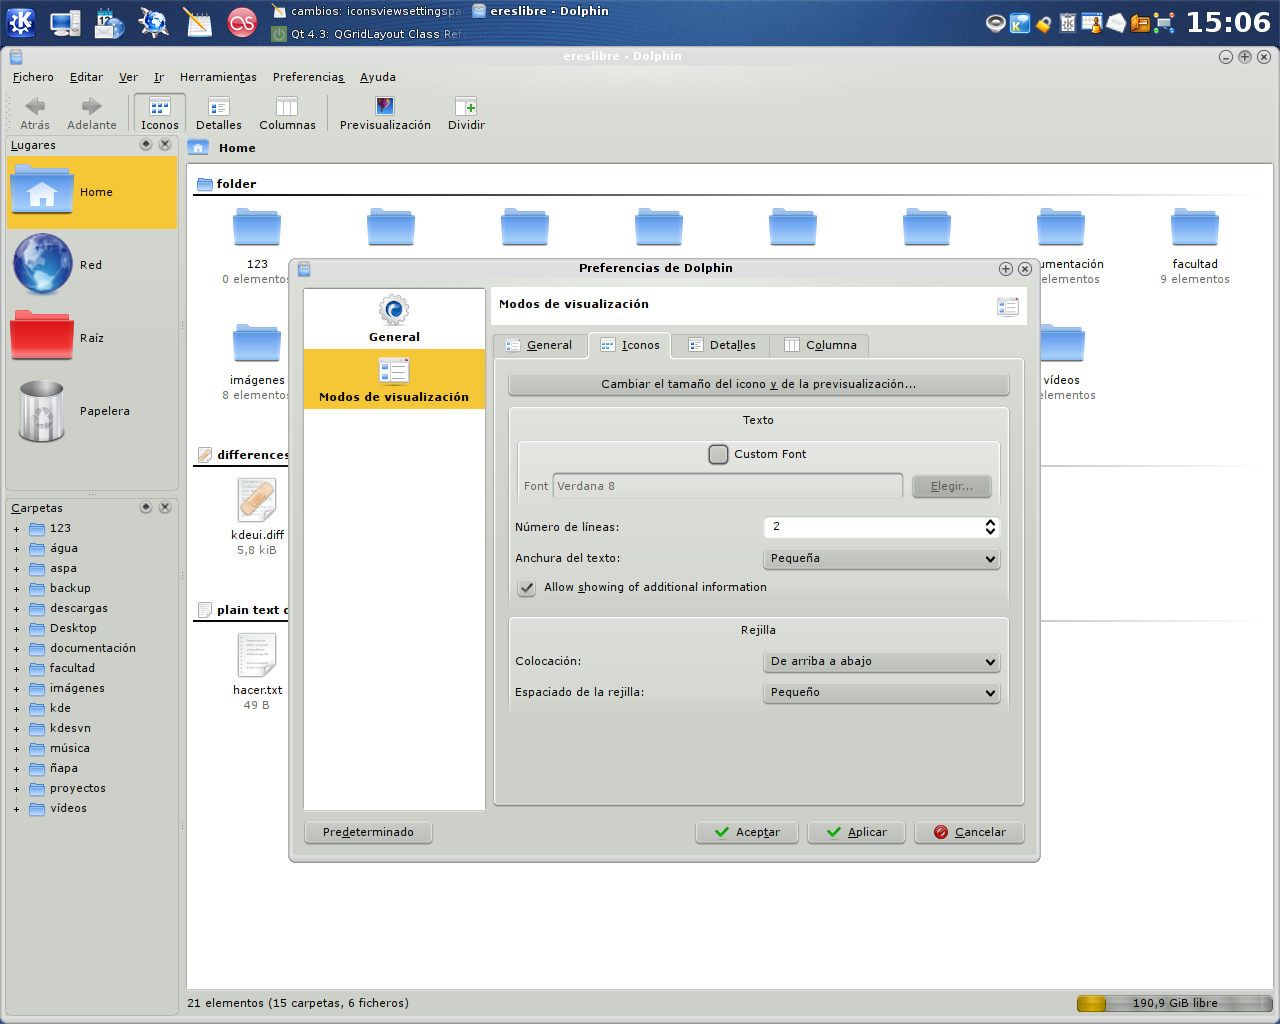 cambios: iconsviewsettingspa
ereslibre - Dolphin
Qt 4.3: QGridLayout Class Ref
15:06
ereslibre - Dolphin
Fichero Editar Ver Ir Herramientas Preferencias Ayuda
Atrás Adelante Iconos Detalles Columnas Previsualización Dividir
Lugares
Home
Home
Red
Raíz
Papelera
Carpetas
123
água
aspa
backup
descargas
Desktop
documentación
facultad
imágenes
kde
kdesvn
música
ñapa
proyectos
vídeos
folder
123
0 elementos
umentación
elementos
facultad
9 elementos
imágenes
8 elementos
vídeos
elementos
differences
kdeui.diff
5,8 kiB
plain text d
hacer.txt
49 B
Preferencias de Dolphin
General
Modos de visualización
Modos de visualización
General Iconos Detalles Columna
Cambiar el tamaño del icono y de la previsualización...
Texto
Custom Font
Font Verdana 8 Elegir...
Número de líneas: 2
Anchura del texto: Pequeña
Allow showing of additional information
Rejilla
Colocación: De arriba a abajo
Espaciado de la rejilla: Pequeño
Predeterminado Aceptar Aplicar Cancelar
21 elementos (15 carpetas, 6 ficheros)
190,9 GiB libre